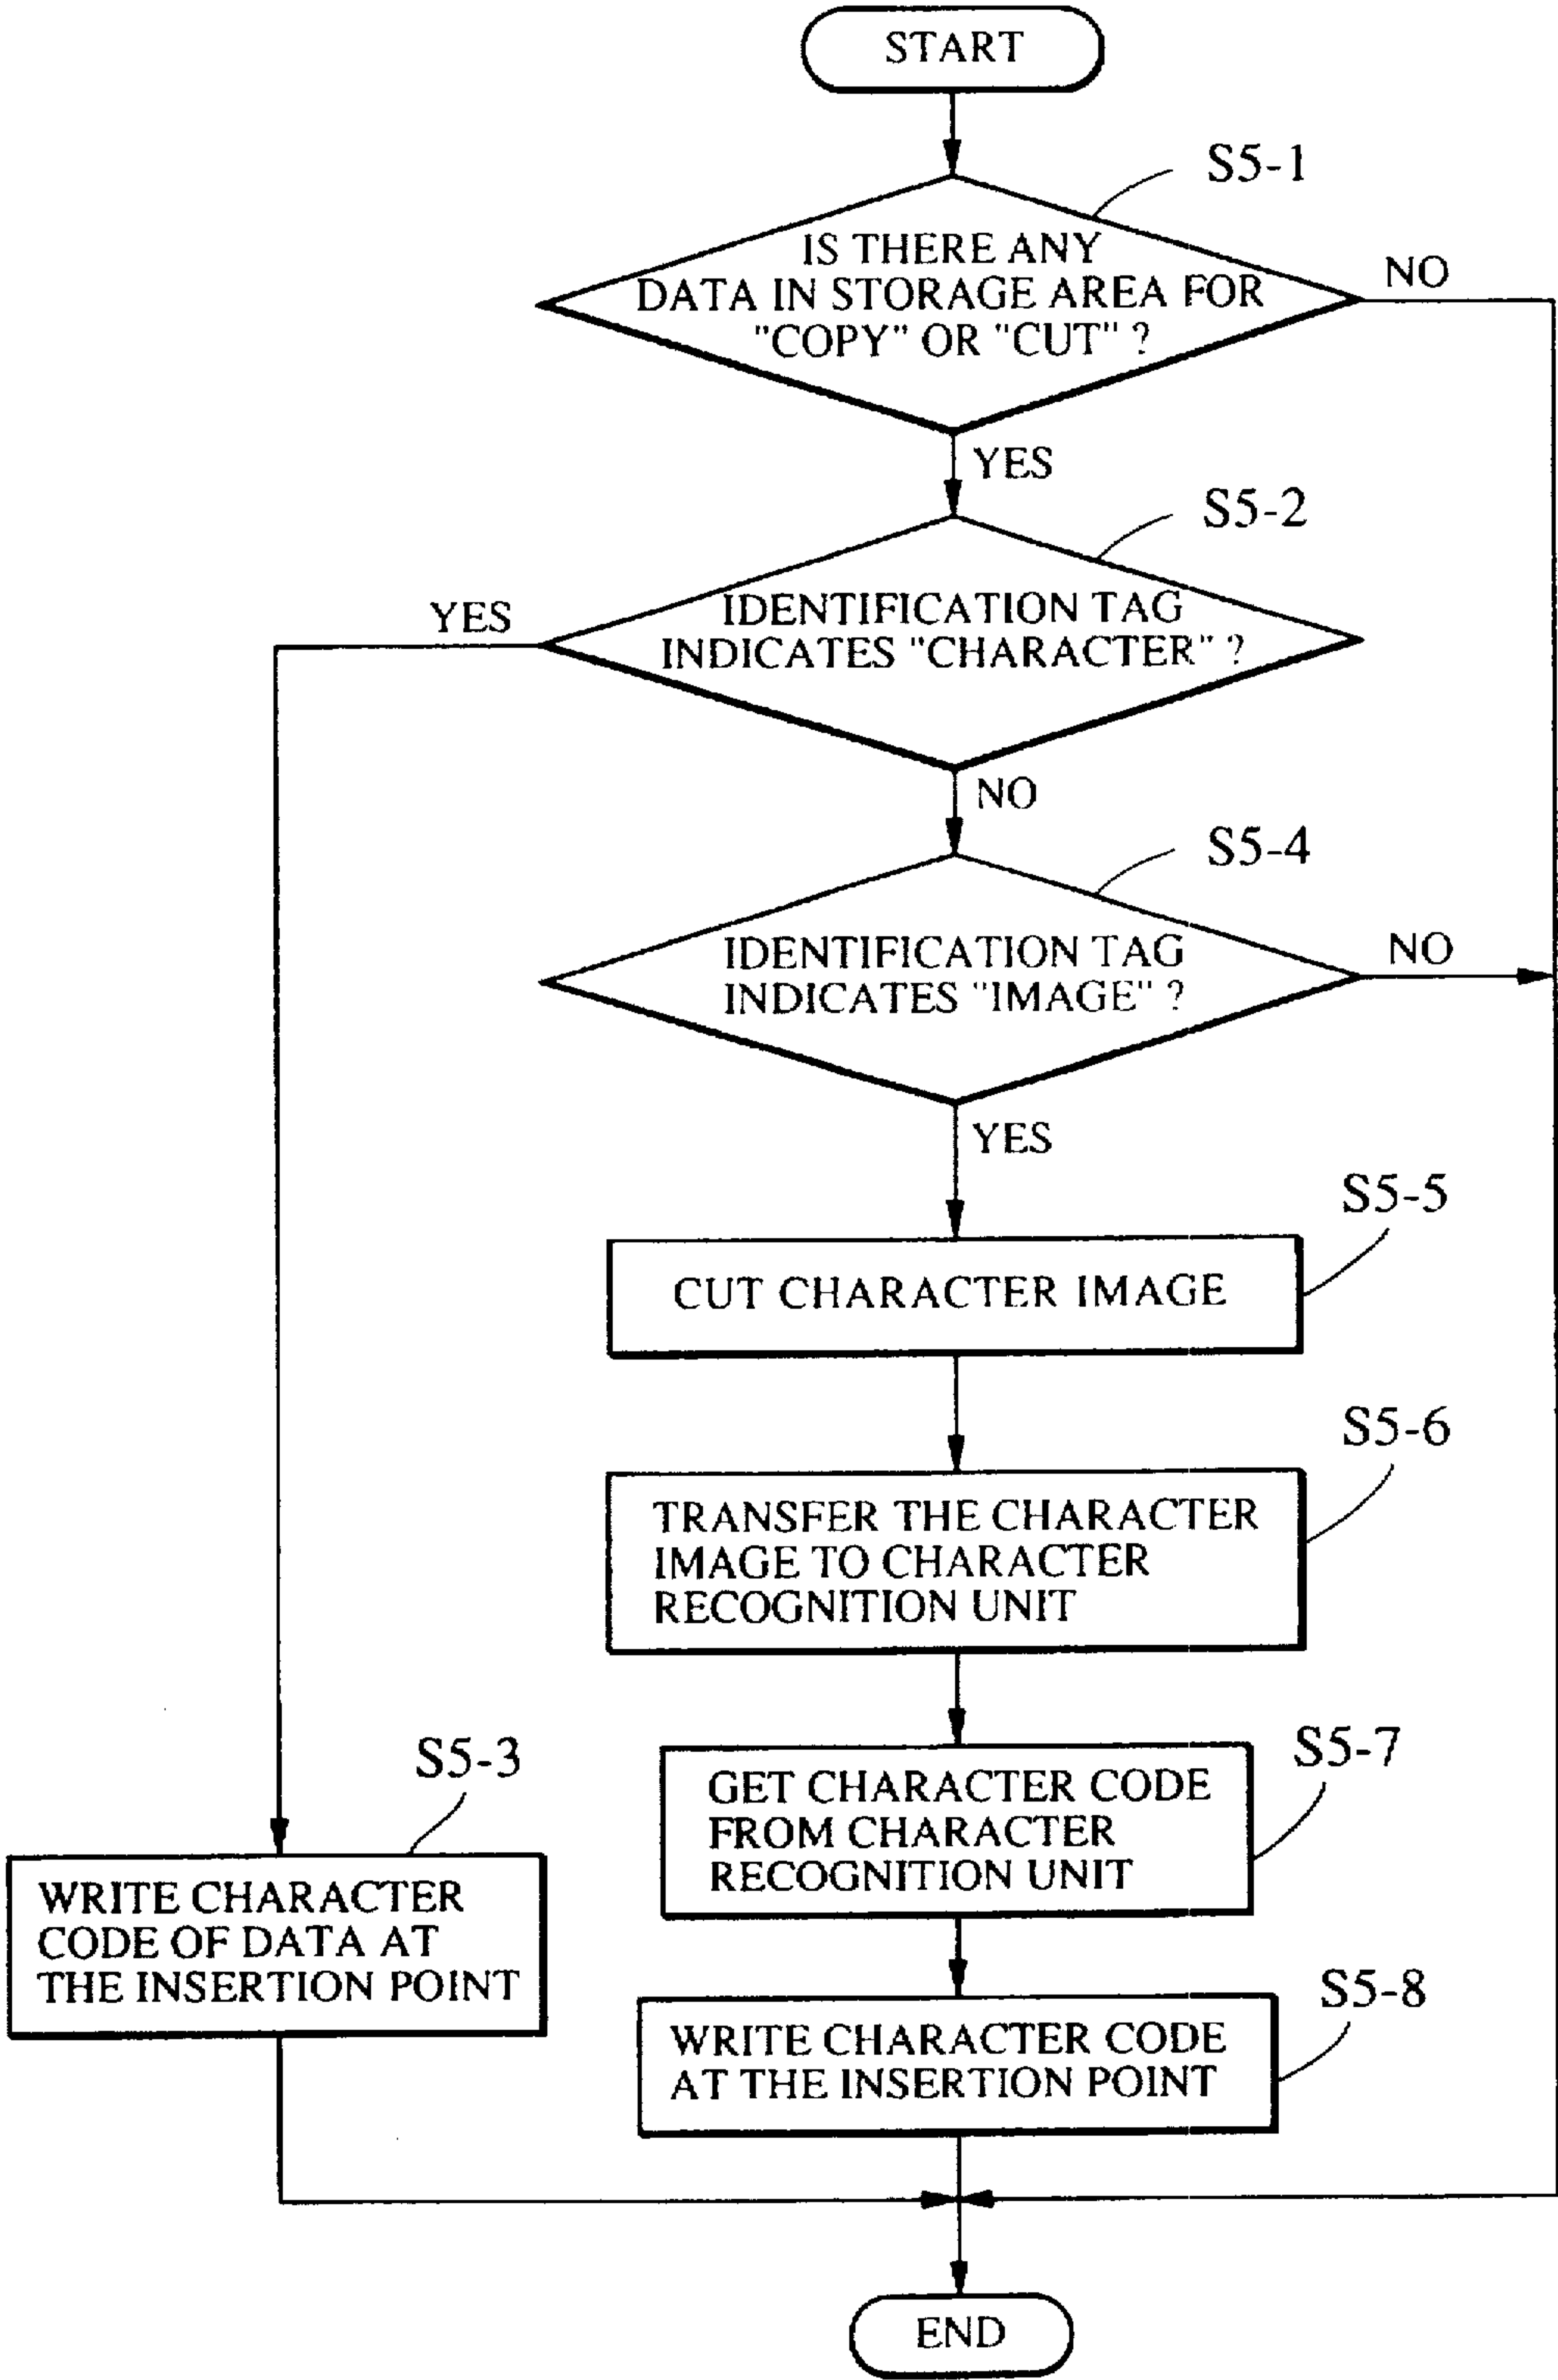 START
S5-1
IS THERE ANY
DATA IN STORAGE AREA FOR
"COPY" OR "CUT" ?
NO
YES
S5-2
IDENTIFICATION TAG
INDICATES "CHARACTER" ?
YES
NO
S5-4
IDENTIFICATION TAG
INDICATES "IMAGE" ?
NO
YES
S5-5
CUT CHARACTER IMAGE
S5-6
TRANSFER THE CHARACTER
IMAGE TO CHARACTER
RECOGNITION UNIT
S5-3
WRITE CHARACTER
CODE OF DATA AT
THE INSERTION POINT
S5-7
GET CHARACTER CODE
FROM CHARACTER
RECOGNITION UNIT
S5-8
WRITE CHARACTER CODE
AT THE INSERTION POINT
END